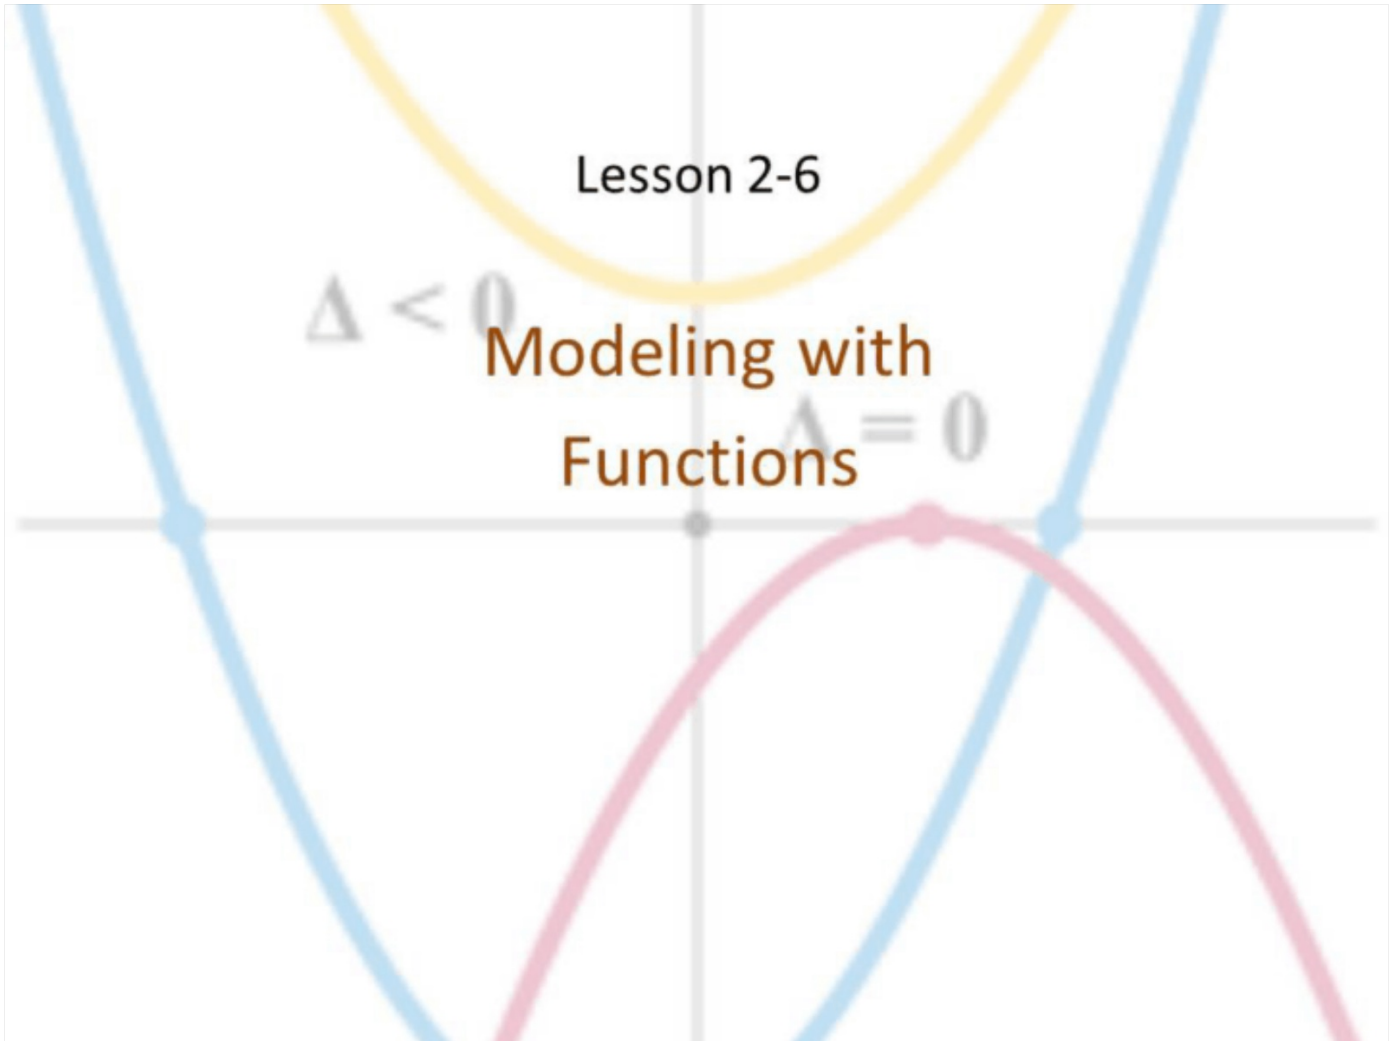 Lesson 2-6
Δ < 0
Modeling with
Δ = 0
Functions